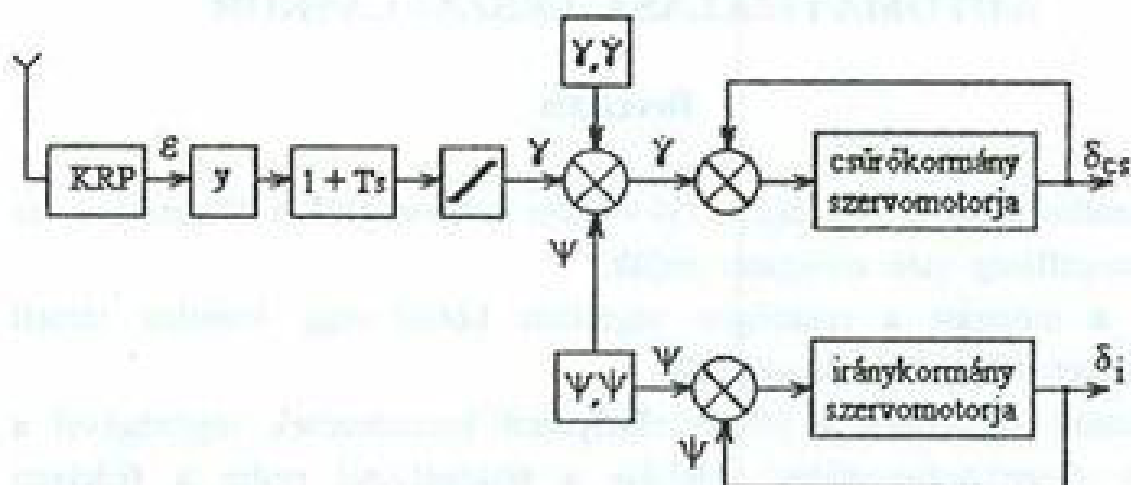 γ,γ̇
KRP
ε
y
1 + Ts
γ
γ̇
csűrőkormány
szervomotorja
δcs
Ψ
Ψ,Ψ̇
Ψ
iránykormány
szervomotorja
δi
Ψ